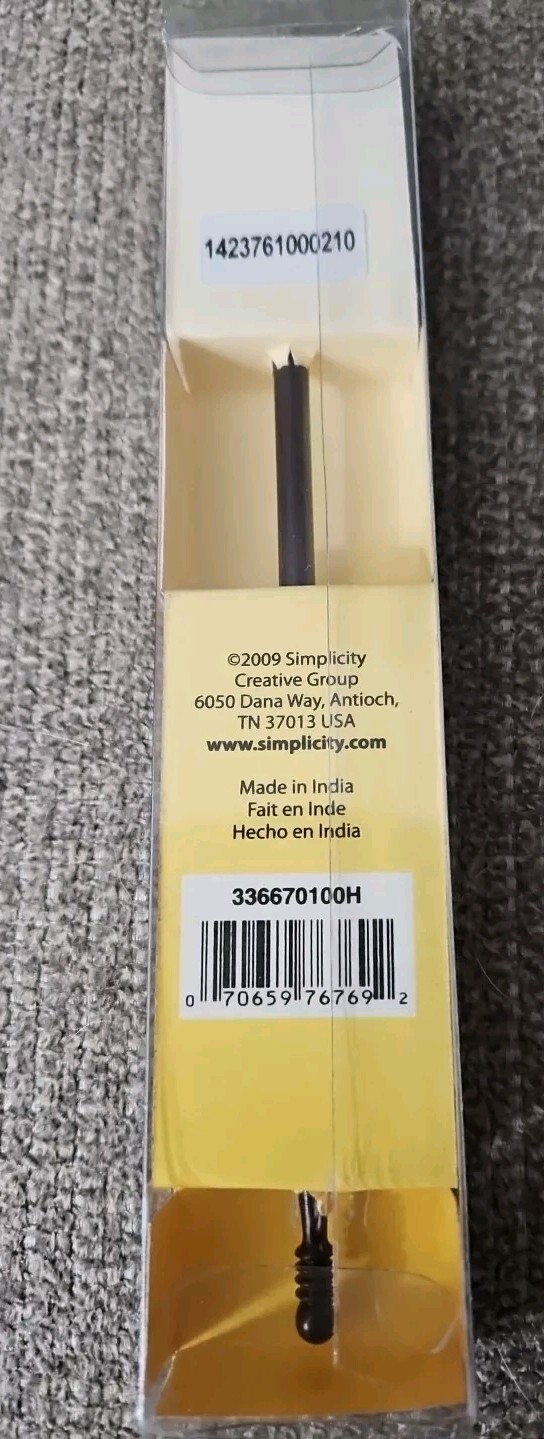 1423761000210
©2009 Simplicity
Creative Group
6050 Dana Way, Antioch,
TN 37013 USA
www.simplicity.com
Made in India
Fait en Inde
Hecho en India
336670100H
0 70659 76769 2